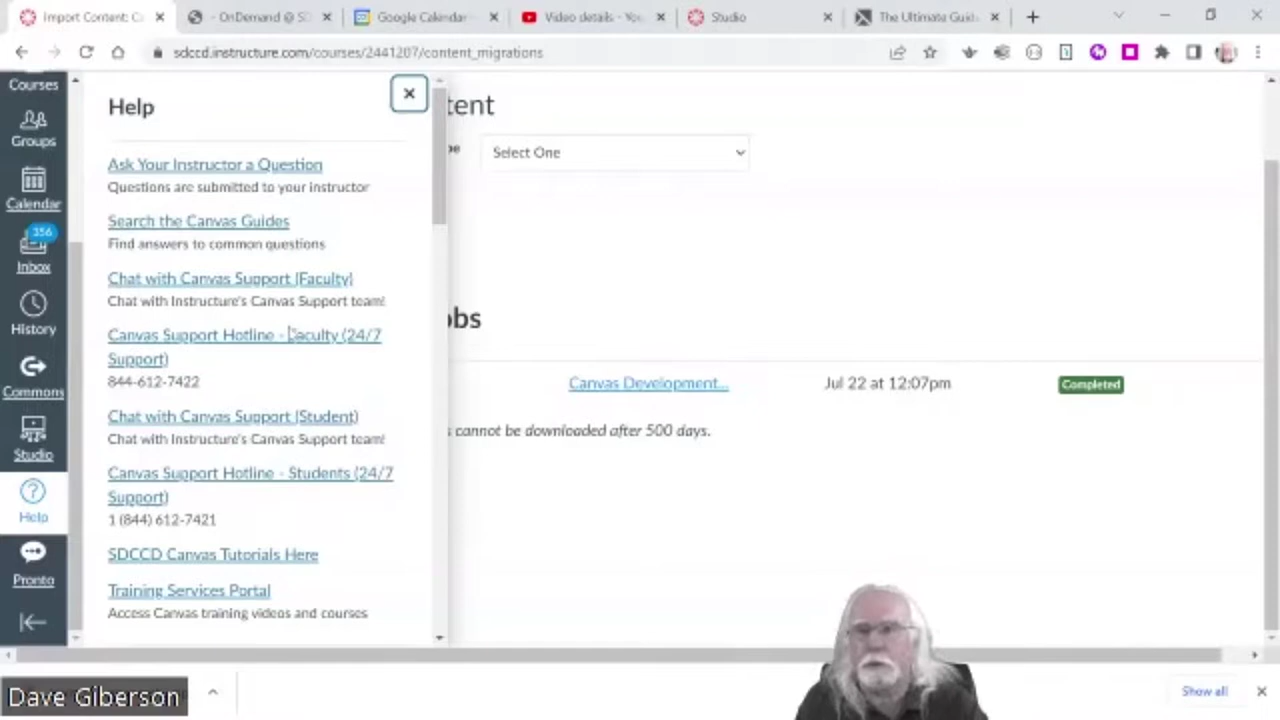 Import Content: Ca
- OnDemand @ SD
Google Calendar
Video details - You
Studio
The Ultimate Guid
sdccd.instructure.com/courses/2441207/content_migrations
Courses
Groups
Calendar
356
Inbox
History
Commons
Studio
Help
Pronto
Help
Ask Your Instructor a Question
Questions are submitted to your instructor
Search the Canvas Guides
Find answers to common questions
Chat with Canvas Support (Faculty)
Chat with Instructure's Canvas Support team!
Canvas Support Hotline - Faculty (24/7
Support)
844-612-7422
Chat with Canvas Support (Student)
Chat with Instructure's Canvas Support team!
Canvas Support Hotline - Students (24/7
Support)
1 (844) 612-7421
SDCCD Canvas Tutorials Here
Training Services Portal
Access Canvas training videos and courses
tent
pe
Select One
obs
Canvas Development... Jul 22 at 12:07pm Completed
s cannot be downloaded after 500 days.
Dave Giberson
Show all